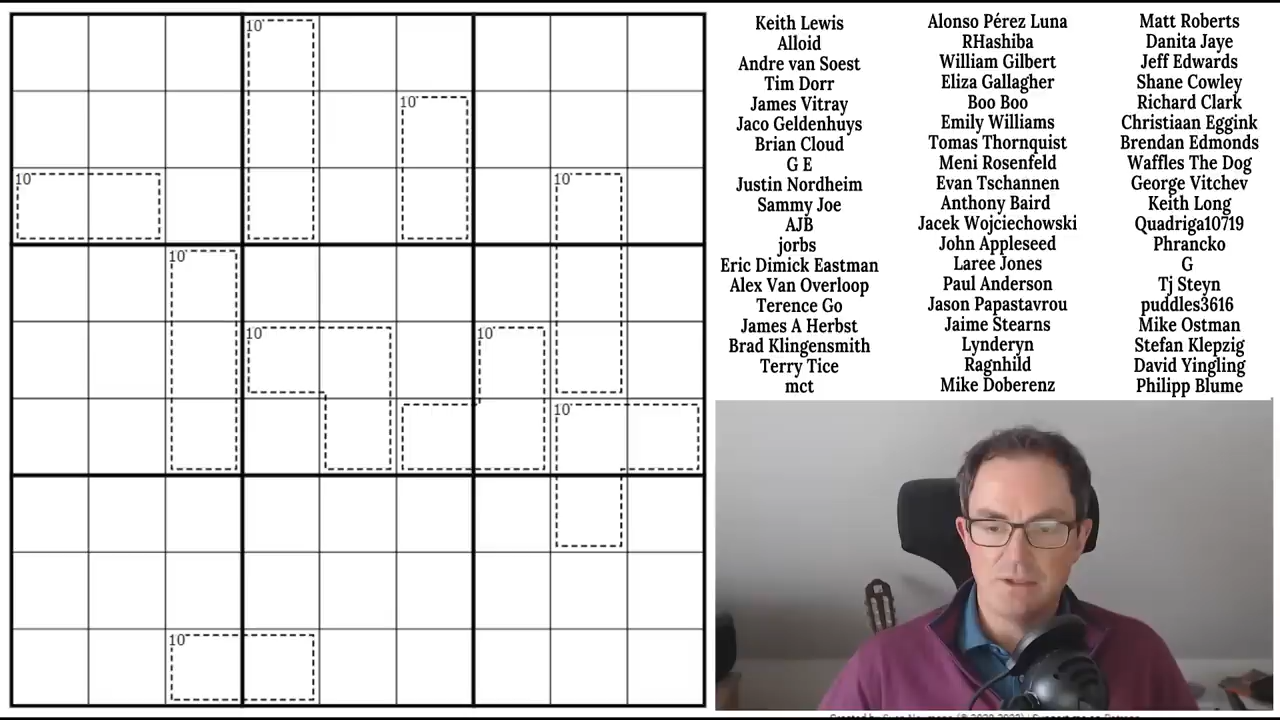 10
10
10
10
10
10
10
10
10
Keith Lewis
Alloid
Andre van Soest
Tim Dorr
James Vitray
Jaco Geldenhuys
Brian Cloud
G E
Justin Nordheim
Sammy Joe
AJB
jorbs
Eric Dimick Eastman
Alex Van Overloop
Terence Go
James A Herbst
Brad Klingensmith
Terry Tice
mct
Alonso Pérez Luna
RHashiba
William Gilbert
Eliza Gallagher
Boo Boo
Emily Williams
Tomas Thornquist
Meni Rosenfeld
Evan Tschannen
Anthony Baird
Jacek Wojciechowski
John Appleseed
Laree Jones
Paul Anderson
Jason Papastavrou
Jaime Stearns
Lynderyn
Ragnhild
Mike Doberenz
Matt Roberts
Danita Jaye
Jeff Edwards
Shane Cowley
Richard Clark
Christiaan Eggink
Brendan Edmonds
Waffles The Dog
George Vitchev
Keith Long
Quadriga10719
Phrancko
G
Tj Steyn
puddles3616
Mike Ostman
Stefan Klepzig
David Yingling
Philipp Blume